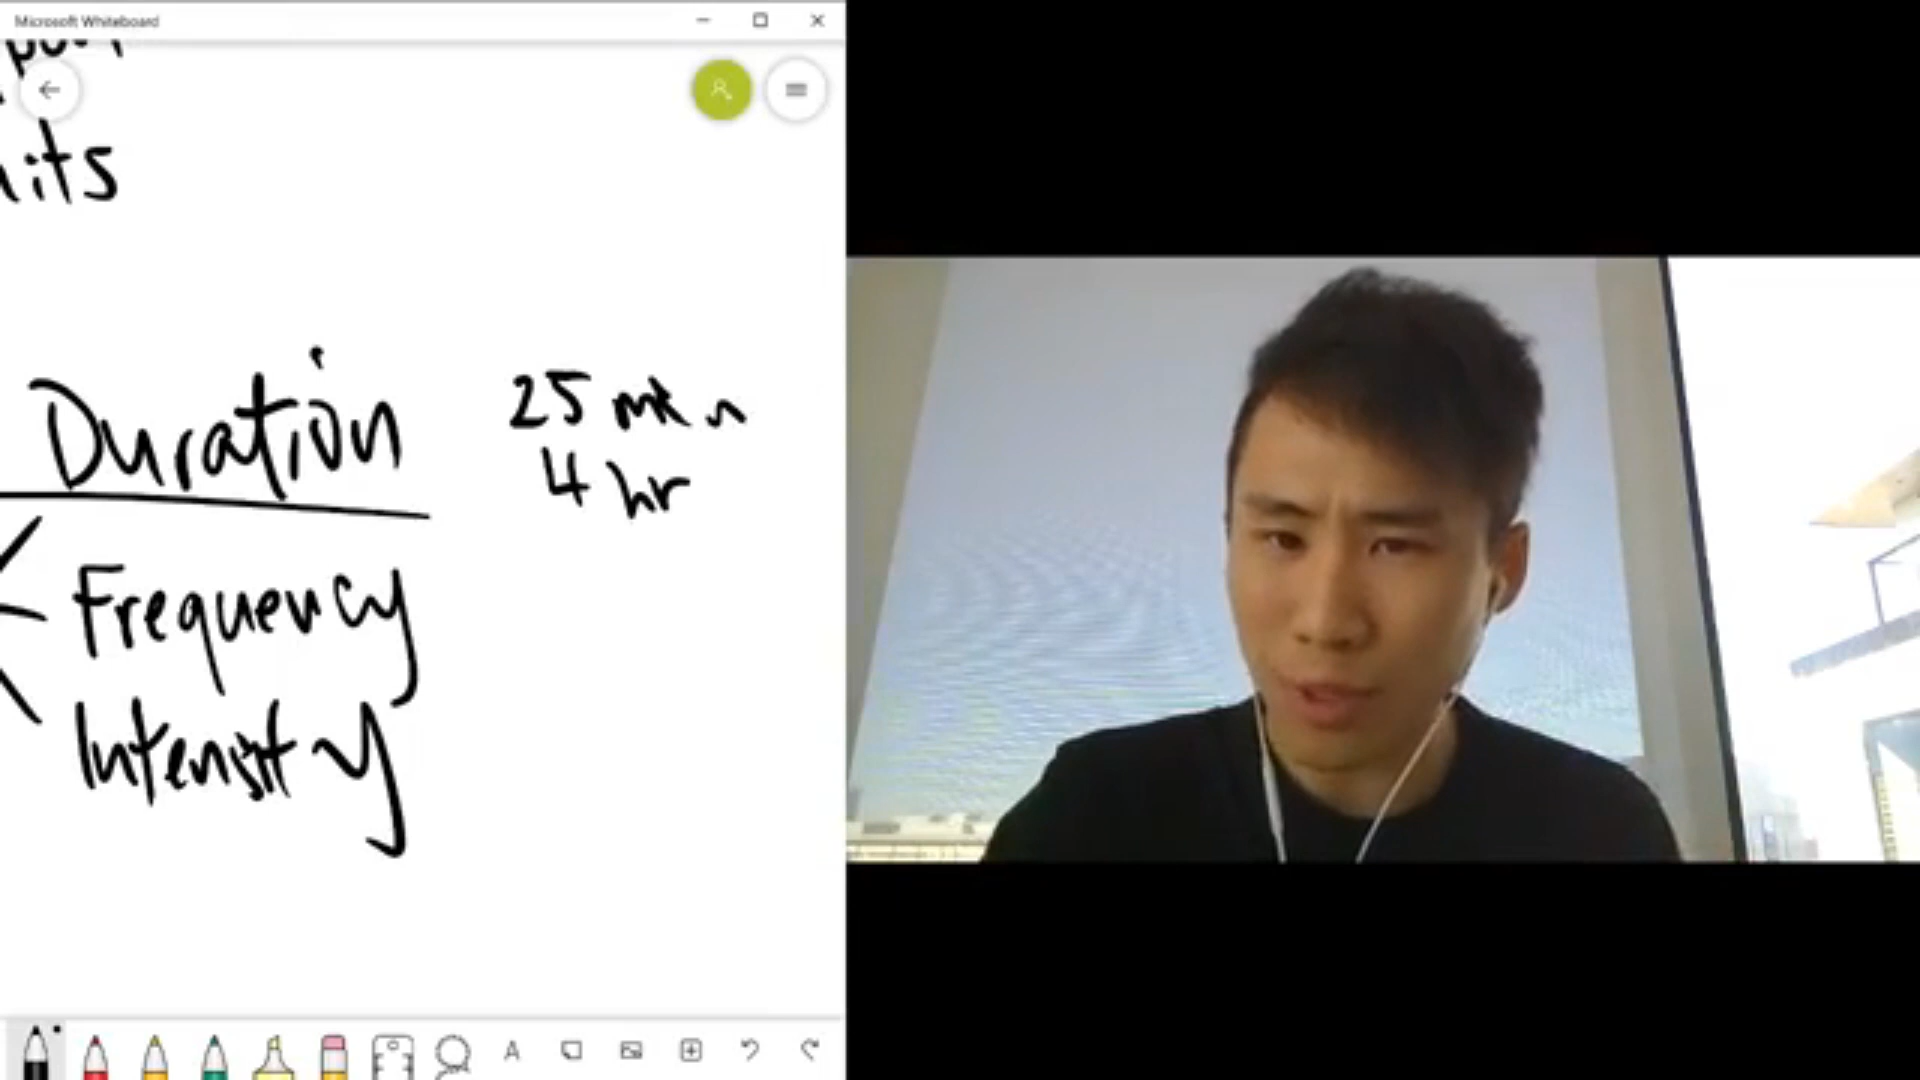 Microsoft Whiteboard
its
Duration
25 min
4 hr
Frequency
Intensity
A